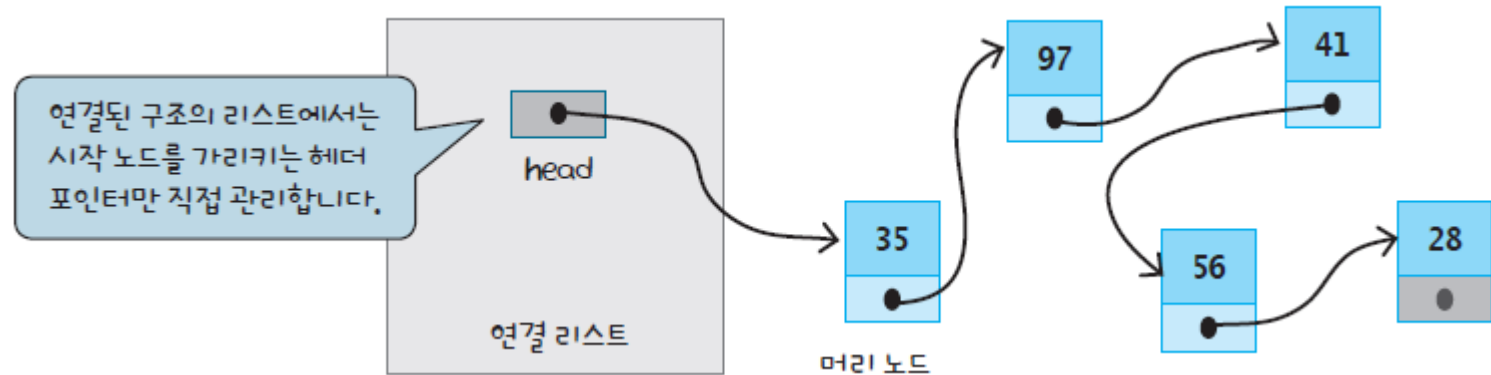 연결된 구조의 리스트에서는
시작 노드를 가리키는 헤더
포인터만 직접 관리합니다.
head
연결 리스트
35
머리 노드
97
41
56
28